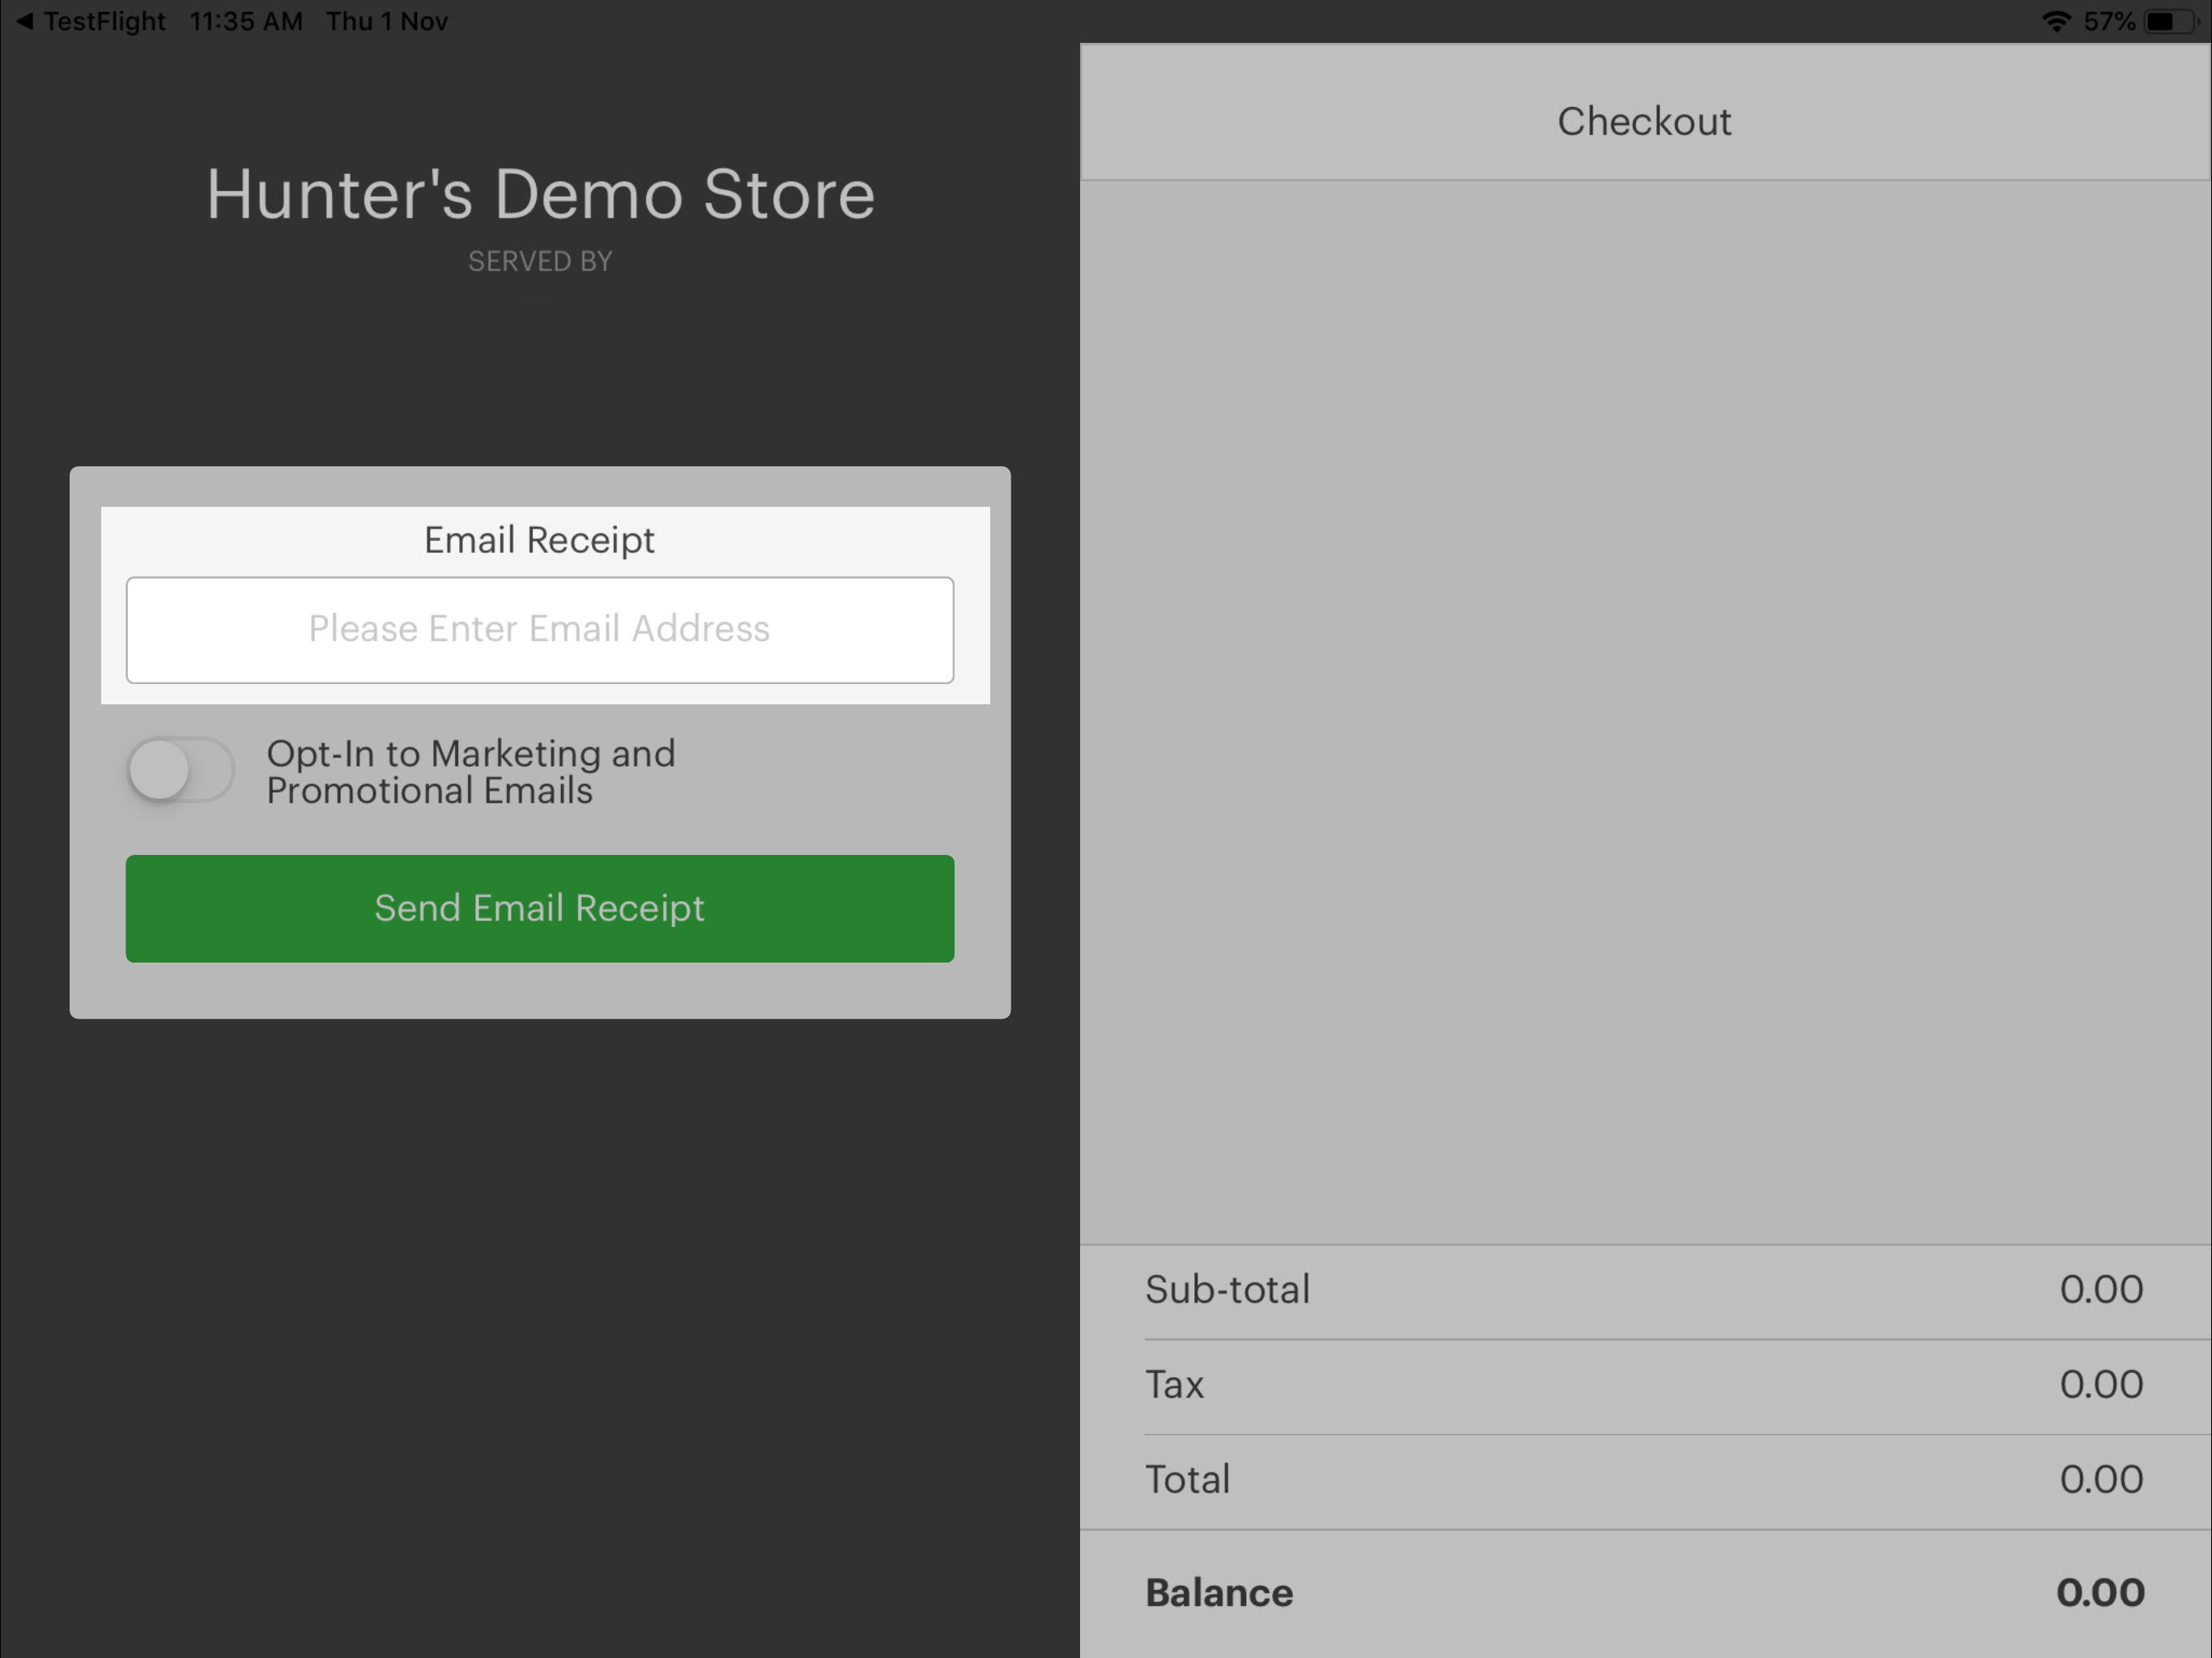 TestFlight 11:35 AM Thu 1 Nov 57%
Hunter's Demo Store
SERVED BY
Email Receipt
Please Enter Email Address
Opt-In to Marketing and
Promotional Emails
Send Email Receipt
Checkout
Sub-total 0.00
Tax 0.00
Total 0.00
Balance 0.00